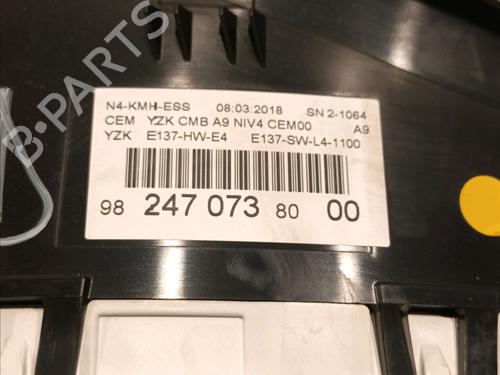 N4-KMH-ESS 08:03:2018 SN 2-1064
CEM YZK CMB A9 NIV4 CEM00 A9
YZK E137-HW-E4 E137-SW-L4-1100
98 247 073 80 00
B-PARTS